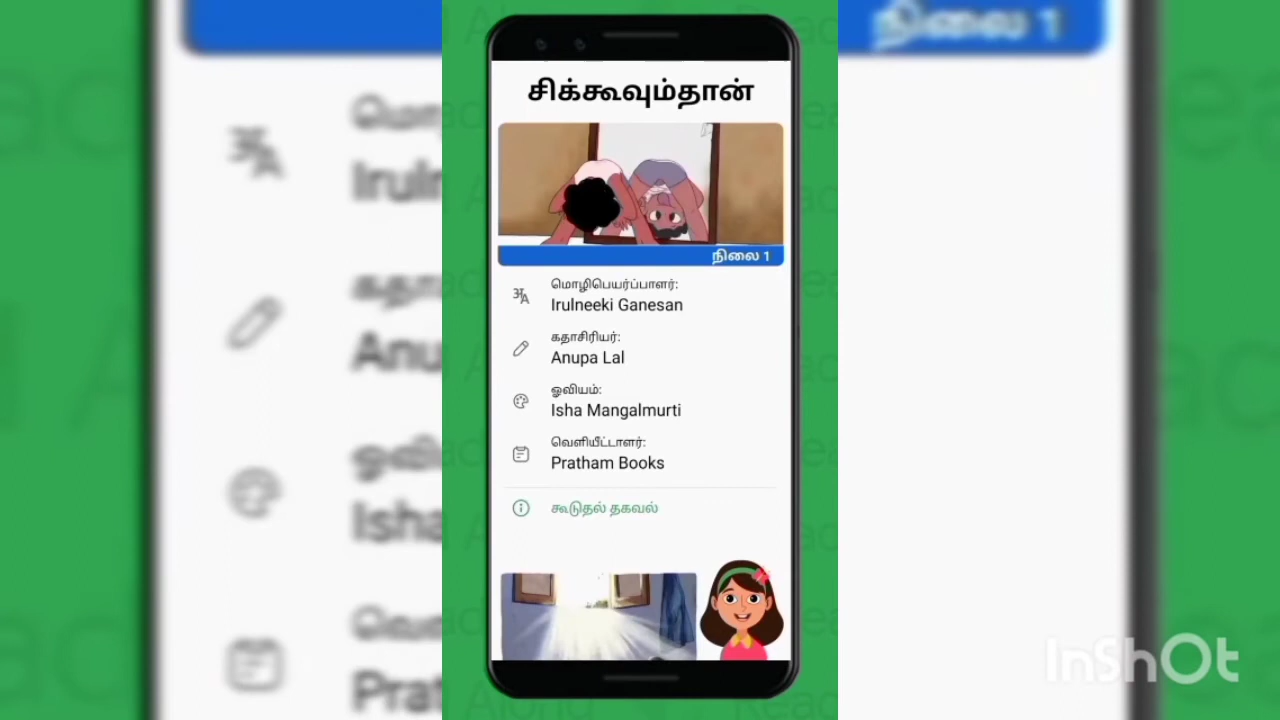 சிக்கூவும்தான்
நிலை 1
மொழிபெயர்ப்பாளர்:
Irulneeki Ganesan
கதாசிரியர்:
Anupa Lal
ஓவியம்:
Isha Mangalmurti
வெளியீட்டாளர்:
Pratham Books
கூடுதல் தகவல்
நிலை 1
InShOt